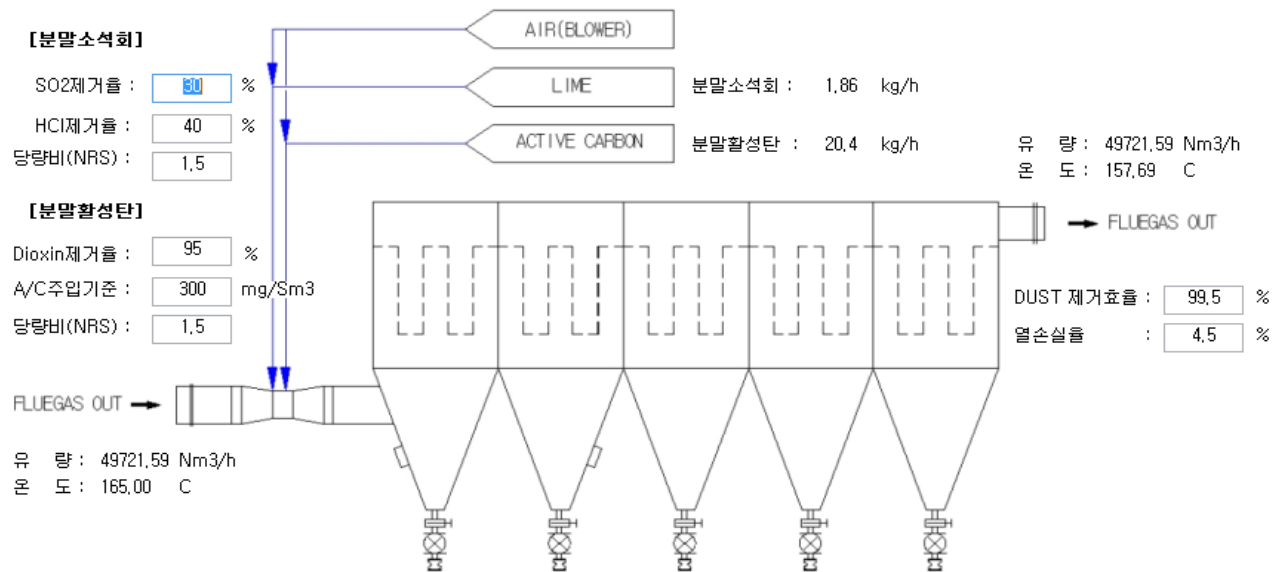 [분말소석회]
SO2제거율 : 30 %
HCl제거율 : 40 %
당량비(NRS) : 1,5
[분말활성탄]
Dioxin제거율 : 95 %
A/C주입기준 : 300 mg/Sm3
당량비(NRS) : 1,5
AIR(BLOWER)
LIME
분말소석회 : 1,86 kg/h
ACTIVE CARBON
분말활성탄 : 20,4 kg/h
유 량 : 49721,59 Nm3/h
온 도 : 157,69 C
FLUEGAS OUT
DUST 제거효율 : 99,5 %
열손실율 : 4,5 %
FLUEGAS OUT
유 량 : 49721,59 Nm3/h
온 도 : 165,00 C